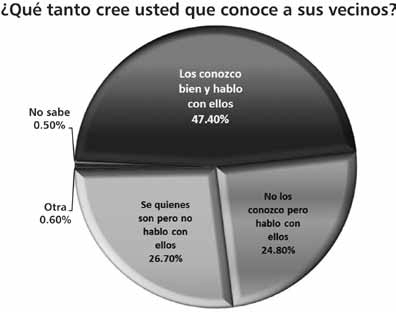 ¿Qué tanto cree usted que conoce a sus vecinos?
Los conozco
bien y hablo
con ellos
47.40%
No sabe
0.50%
Otra
0.60%
Se quienes
son pero no
hablo con
ellos
26.70%
No los
conozco pero
hablo con
ellos
24.80%